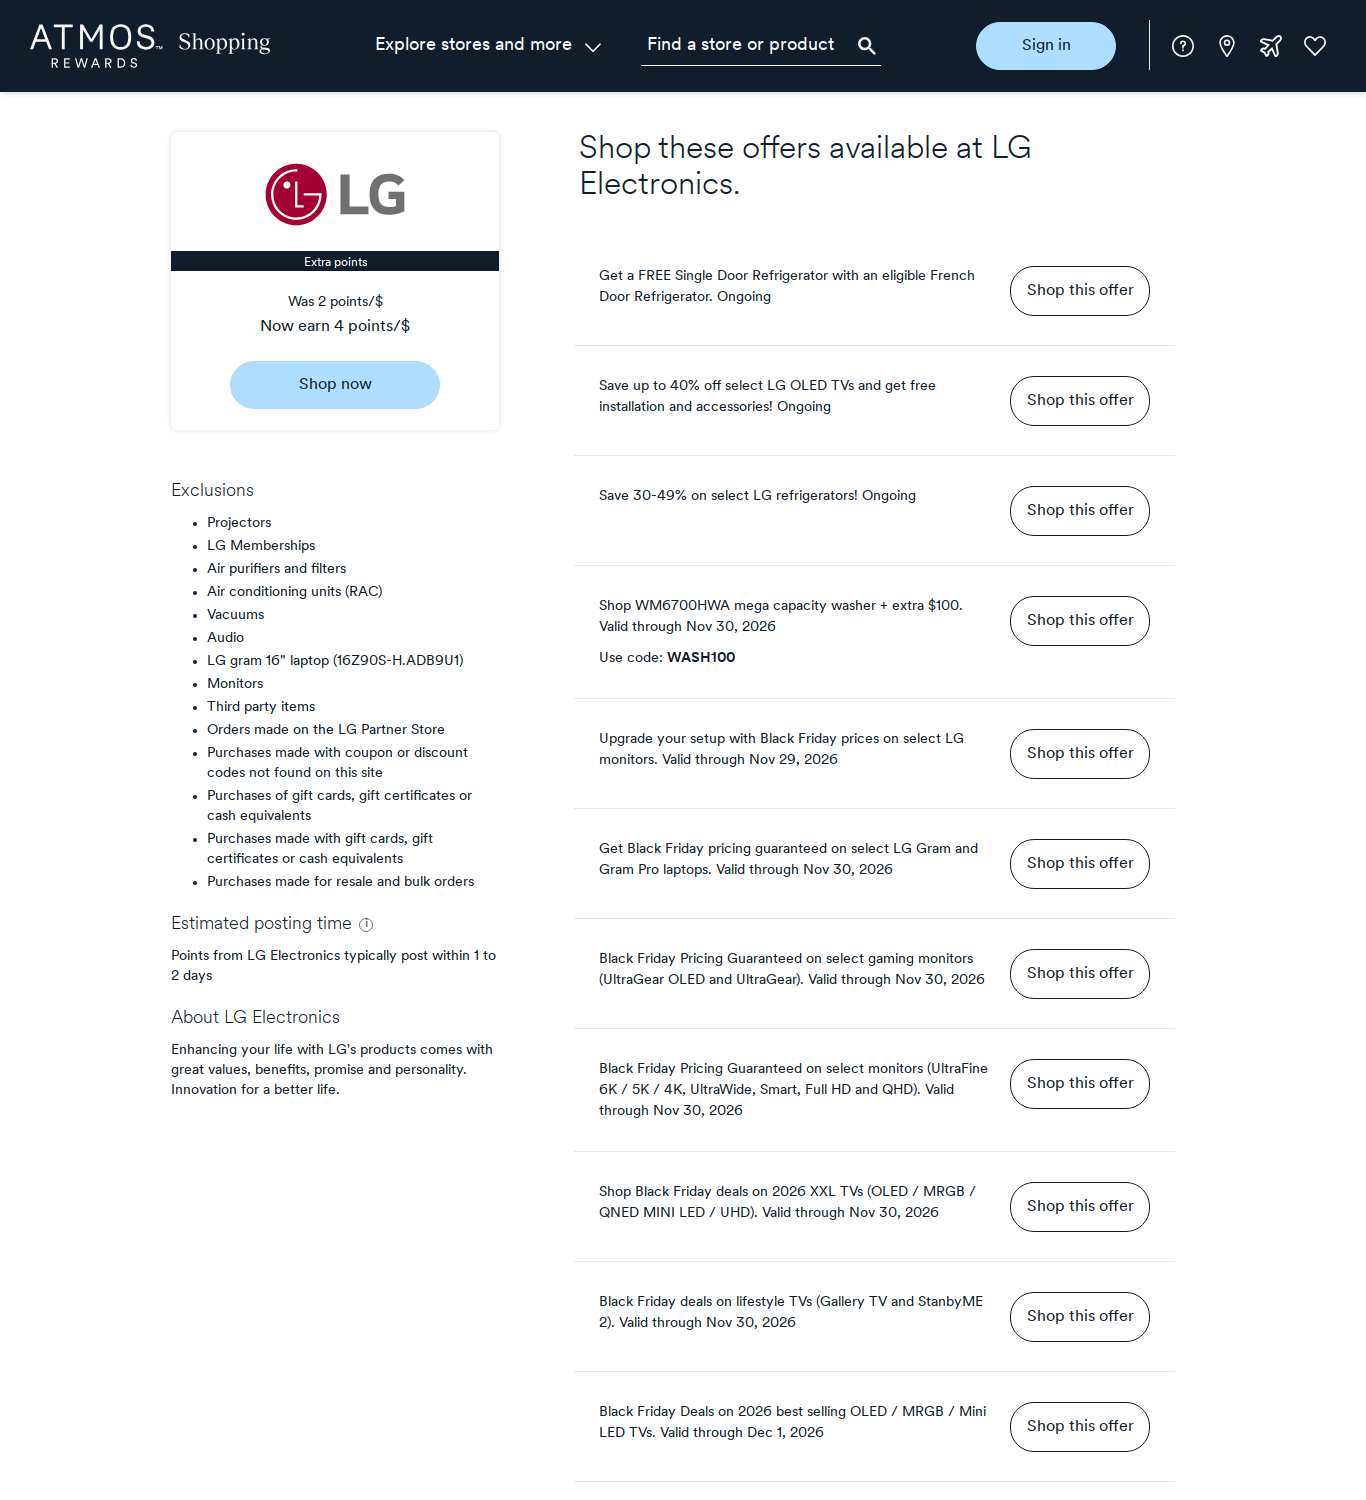 ATMOS™ Shopping
REWARDS
Explore stores and more
Find a store or product
Sign in
LG
Extra points
Was 2 points/$
Now earn 4 points/$
Shop now
Exclusions
• Projectors
• LG Memberships
• Air purifiers and filters
• Air conditioning units (RAC)
• Vacuums
• Audio
• LG gram 16" laptop (16Z90S-H.ADB9U1)
• Monitors
• Third party items
• Orders made on the LG Partner Store
• Purchases made with coupon or discount
codes not found on this site
• Purchases of gift cards, gift certificates or
cash equivalents
• Purchases made with gift cards, gift
certificates or cash equivalents
• Purchases made for resale and bulk orders
Estimated posting time
Points from LG Electronics typically post within 1 to
2 days
About LG Electronics
Enhancing your life with LG's products comes with
great values, benefits, promise and personality.
Innovation for a better life.
Shop these offers available at LG
Electronics.
Get a FREE Single Door Refrigerator with an eligible French
Door Refrigerator. Ongoing
Shop this offer
Save up to 40% off select LG OLED TVs and get free
installation and accessories! Ongoing
Shop this offer
Save 30-49% on select LG refrigerators! Ongoing
Shop this offer
Shop WM6700HWA mega capacity washer + extra $100.
Valid through Nov 30, 2026
Use code: WASH100
Shop this offer
Upgrade your setup with Black Friday prices on select LG
monitors. Valid through Nov 29, 2026
Shop this offer
Get Black Friday pricing guaranteed on select LG Gram and
Gram Pro laptops. Valid through Nov 30, 2026
Shop this offer
Black Friday Pricing Guaranteed on select gaming monitors
(UltraGear OLED and UltraGear). Valid through Nov 30, 2026
Shop this offer
Black Friday Pricing Guaranteed on select monitors (UltraFine
6K / 5K / 4K, UltraWide, Smart, Full HD and QHD). Valid
through Nov 30, 2026
Shop this offer
Shop Black Friday deals on 2026 XXL TVs (OLED / MRGB /
QNED MINI LED / UHD). Valid through Nov 30, 2026
Shop this offer
Black Friday deals on lifestyle TVs (Gallery TV and StanbyME
2). Valid through Nov 30, 2026
Shop this offer
Black Friday Deals on 2026 best selling OLED / MRGB / Mini
LED TVs. Valid through Dec 1, 2026
Shop this offer